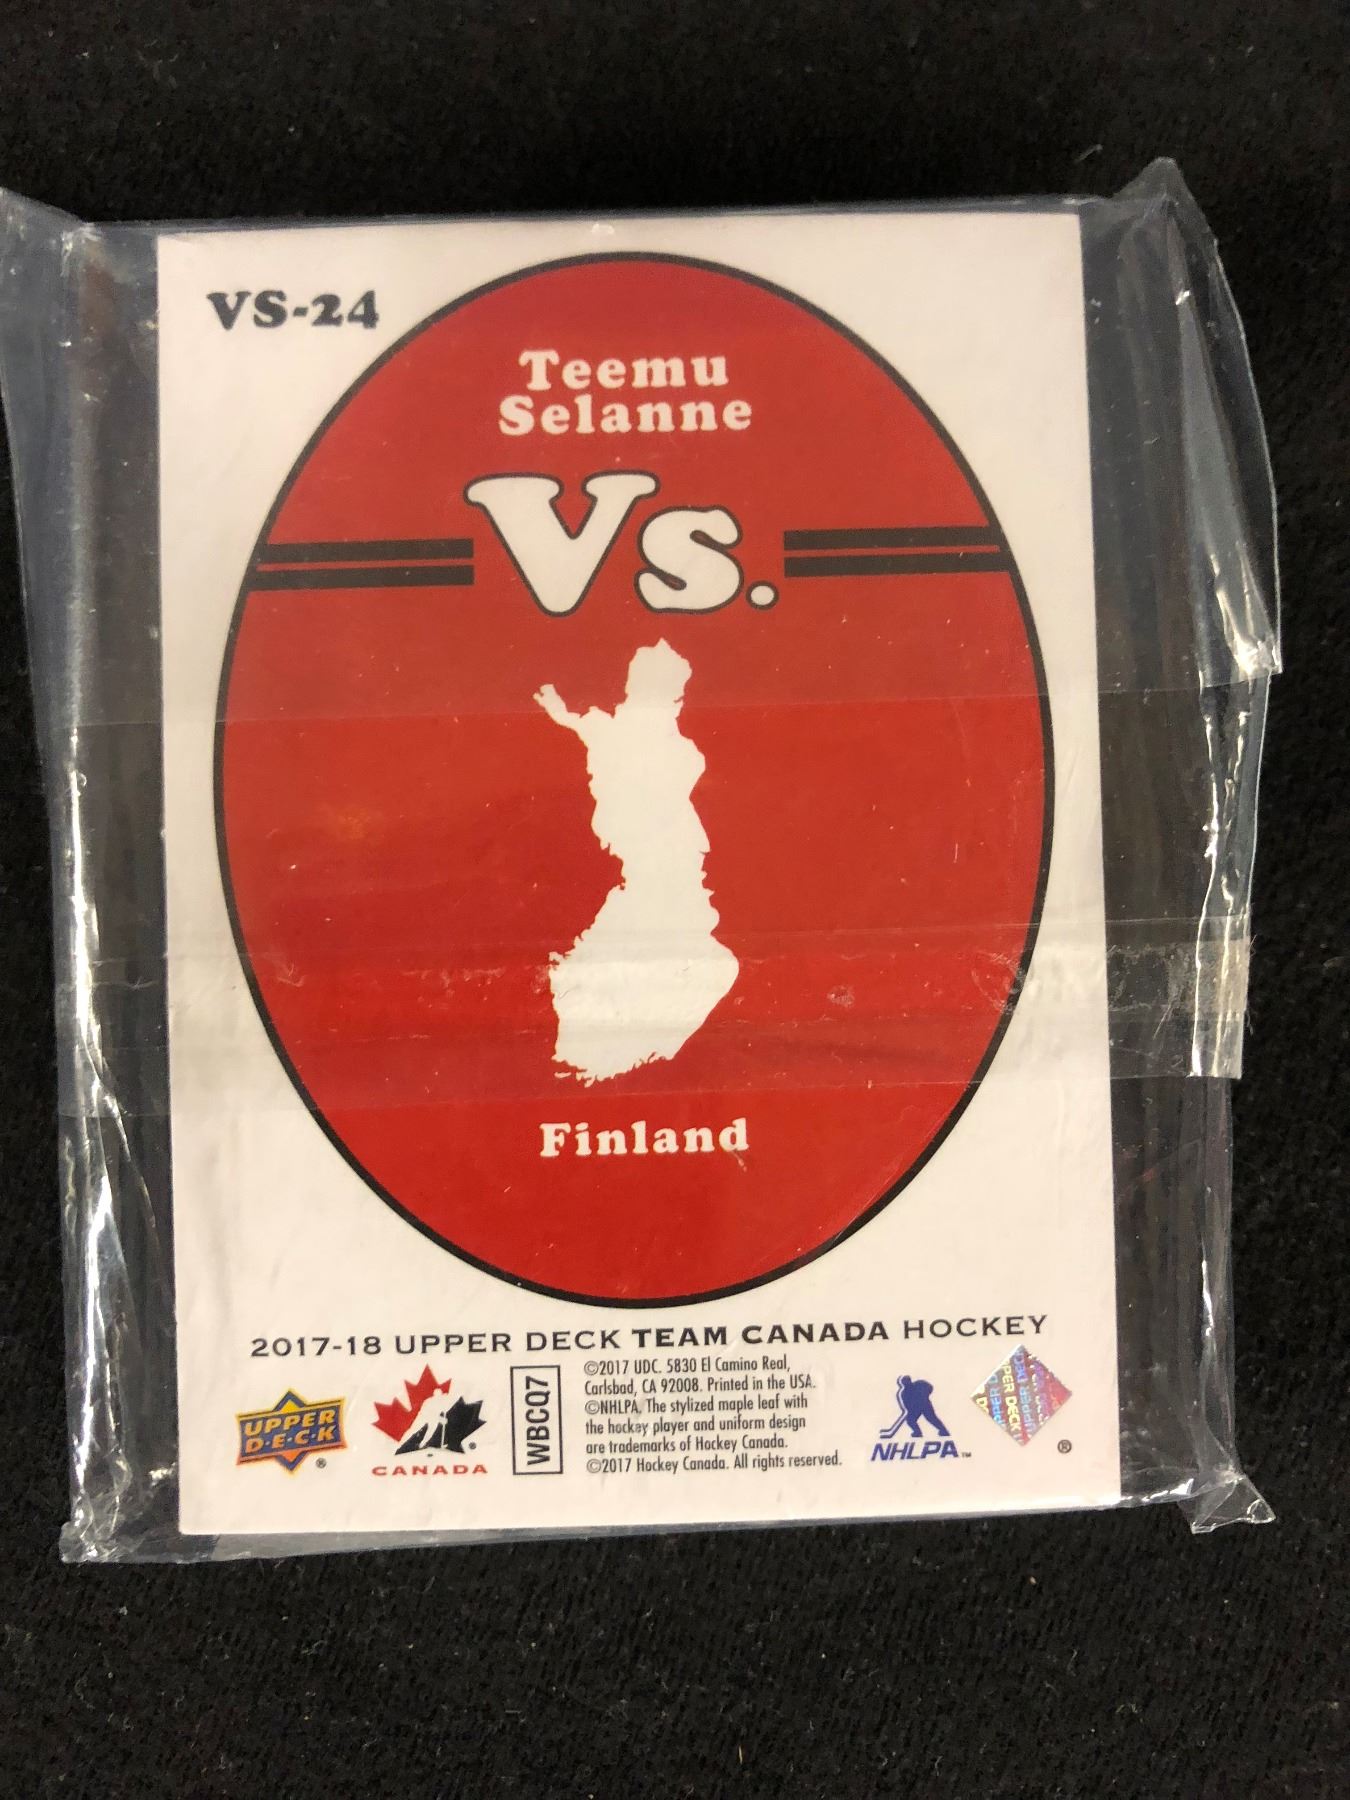 VS-24
Teemu
Selanne
Vs.
Finland
2017-18 UPPER DECK TEAM CANADA HOCKEY
UPPER
D·E·C·K
®
CANADA
WBCQ7
©2017 UDC. 5830 El Camino Real,
Carlsbad, CA 92008. Printed in the USA.
©NHLPA. The stylized maple leaf with
the hockey player and uniform design
are trademarks of Hockey Canada.
©2017 Hockey Canada. All rights reserved.
NHLPA™
UPPER DECK
®